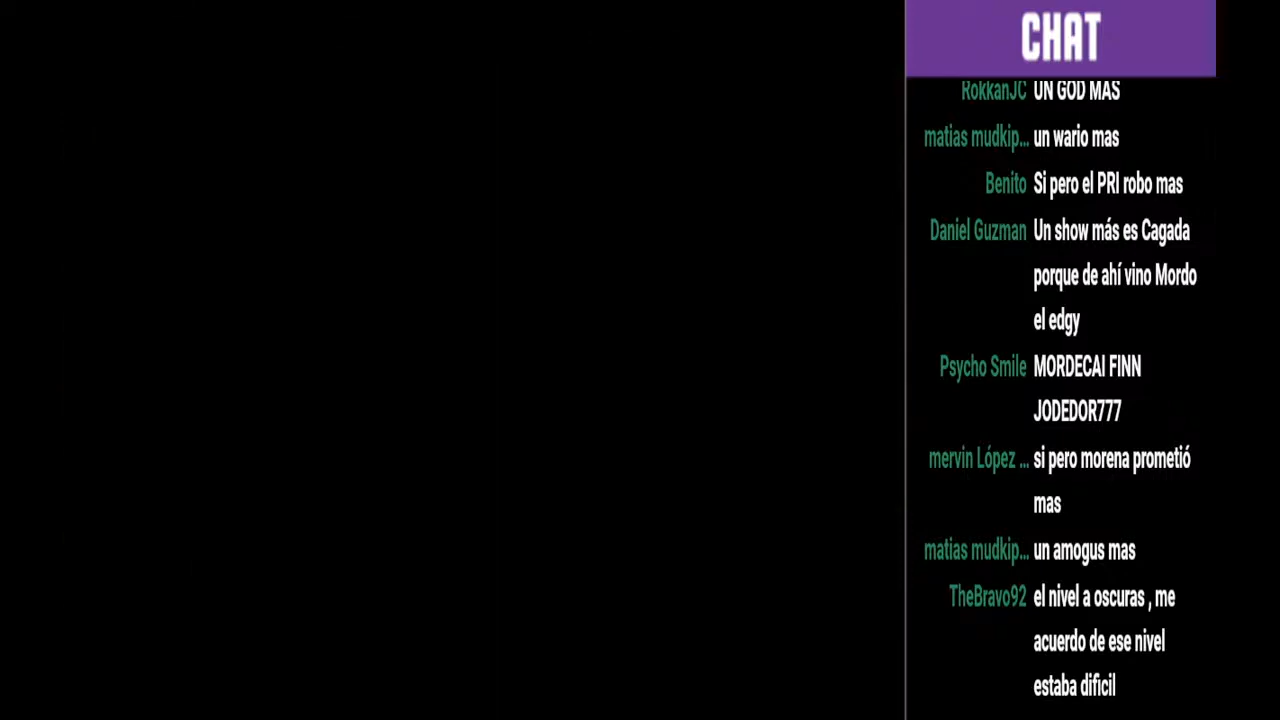 CHAT
RokkanJC UN GOD MAS
matias mudkip... un wario mas
Benito Si pero el PRI robo mas
Daniel Guzman Un show más es Cagada
porque de ahí vino Mordo
el edgy
Psycho Smile MORDECAI FINN
JODEDOR777
mervin López ... si pero morena prometió
mas
matias mudkip... un amogus mas
TheBravo92 el nivel a oscuras , me
acuerdo de ese nivel
estaba dificil